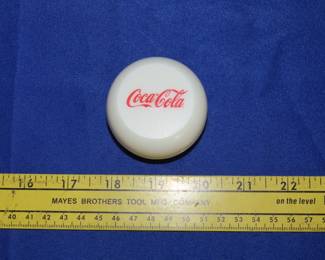 Coca-Cola
16 17 18 19 20 21 22
MAYES BROTHERS TOOL MFG. COMPANY on the level
40 41 42 43 44 45 46 47 48 49 50 51 52 53 54 55 56 57